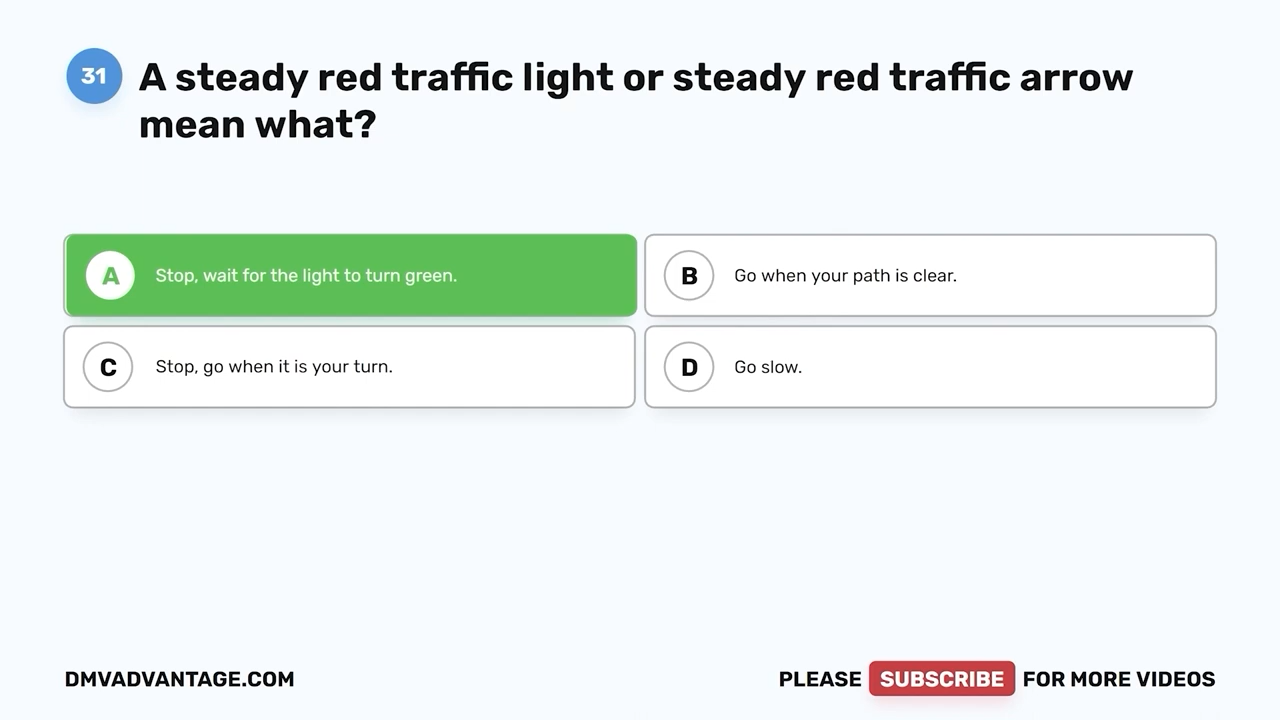 31
A steady red traffic light or steady red traffic arrow
mean what?
A Stop, wait for the light to turn green.
B Go when your path is clear.
C Stop, go when it is your turn.
D Go slow.
DMVADVANTAGE.COM
PLEASE SUBSCRIBE FOR MORE VIDEOS